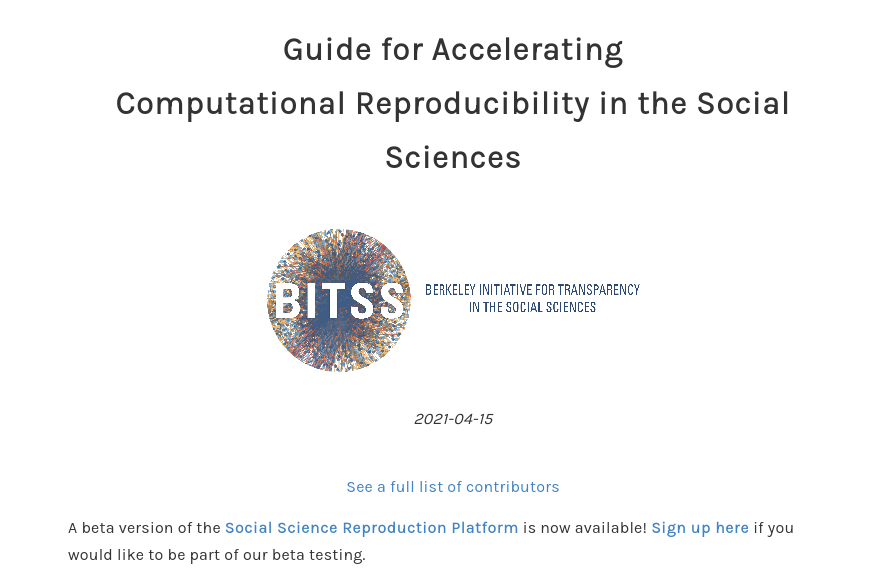 Guide for Accelerating
Computational Reproducibility in the Social
Sciences
BITSS
BERKELEY INITIATIVE FOR TRANSPARENCY
IN THE SOCIAL SCIENCES
2021-04-15
See a full list of contributors
A beta version of the Social Science Reproduction Platform is now available! Sign up here if you
would like to be part of our beta testing.